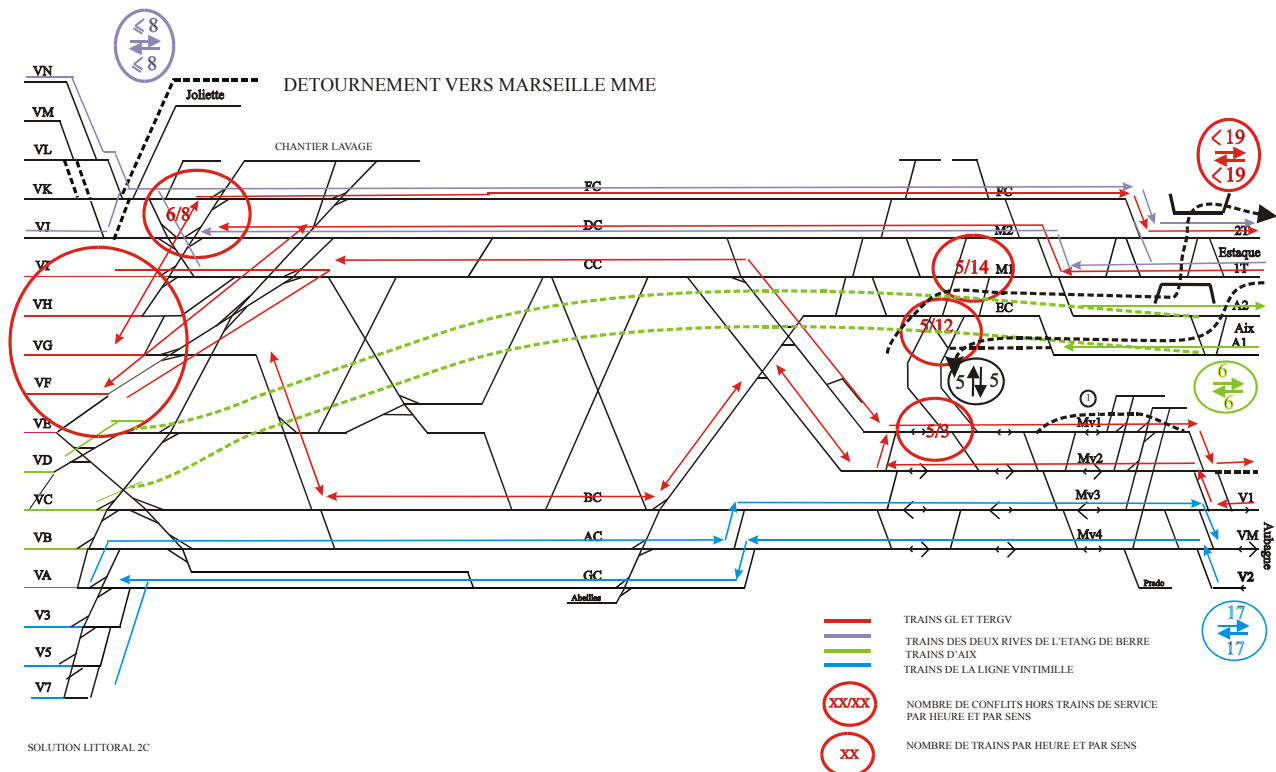 ≤ 8
≤ 8
DETOURNEMENT VERS MARSEILLE MME
VN
Joliette
VM
VL
CHANTIER LAVAGE
< 19
< 19
VK
FC
FC
6/8
VJ
DC
M2
2T
Estaque
VI
CC
M1
1T
5/14
VH
EC
A2
5/12
Aix
VG
A1
5
5
6
6
VF
1
VE
Mv1
5/3
VD
Mv2
VC
BC
Mv3
V1
VB
AC
Mv4
VM
Aubagne
VA
GC
V2
Prado
Abeilles
V3
17
17
V5
V7
TRAINS GL ET TERGV
TRAINS DES DEUX RIVES DE L'ETANG DE BERRE
TRAINS D'AIX
TRAINS DE LA LIGNE VINTIMILLE
XX/XX
NOMBRE DE CONFLITS HORS TRAINS DE SERVICE
PAR HEURE ET PAR SENS
XX
NOMBRE DE TRAINS PAR HEURE ET PAR SENS
SOLUTION LITTORAL 2C